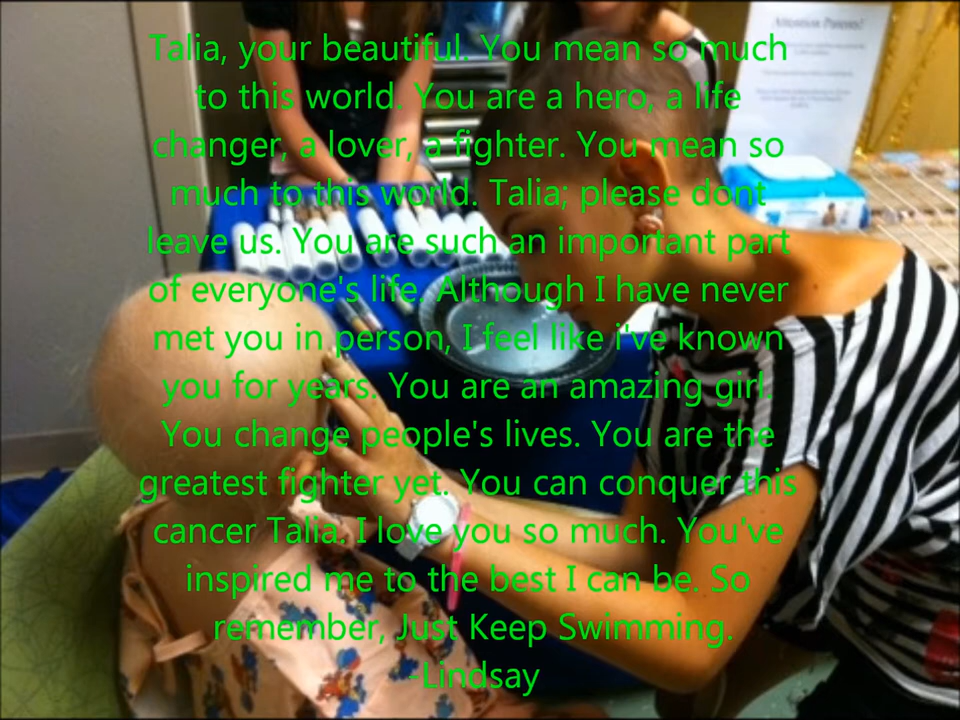 Talia, your beautiful. You mean so much
to this world. You are a hero, a life
changer, a lover, a fighter. You mean so
much to this world. Talia; please dont
leave us. You are such an important part
of everyone's life. Although I have never
met you in person, I feel like i've known
you for years. You are an amazing girl.
You change people's lives. You are the
greatest fighter yet. You can conquer this
cancer Talia. I love you so much. You've
inspired me to the best I can be. So
remember, Just Keep Swimming.
-Lindsay
Attention Parents!